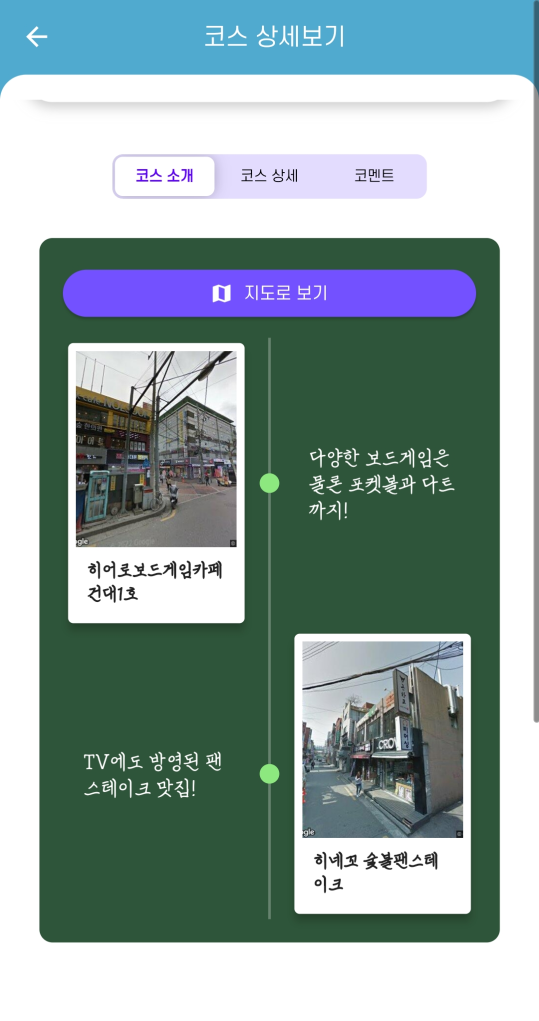 코스 상세보기
코스 소개
코스 상세
코멘트
지도로 보기
다양한 보드게임은
물론 포켓볼과 다트
까지!
히어로보드게임카페
건대1호
TV에도 방영된 팬
스테이크 맛집!
CRO
히네꼬 숯불팬스테
이크